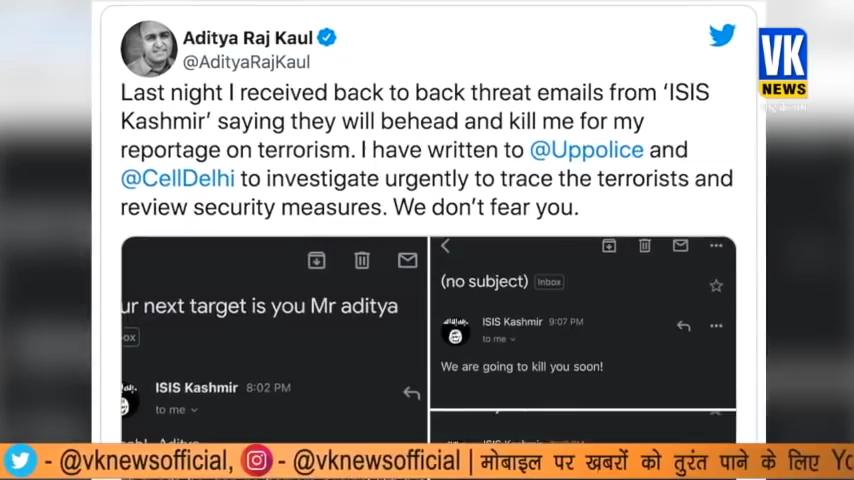 Aditya Raj Kaul
@AdityaRajKaul
Last night I received back to back threat emails from ‘ISIS
Kashmir’ saying they will behead and kill me for my
reportage on terrorism. I have written to @Uppolice and
@CellDelhi to investigate urgently to trace the terrorists and
review security measures. We don’t fear you.
VK
NEWS
ur next target is you Mr aditya
ox
ISIS Kashmir 8:02 PM
to me
(no subject) Inbox
ISIS Kashmir 9:07 PM
to me
We are going to kill you soon!
ISIS Kashmir
- @vknewsofficial, - @vknewsofficial | मोबाइल पर खबरों को तुरंत पाने के लिए Yo